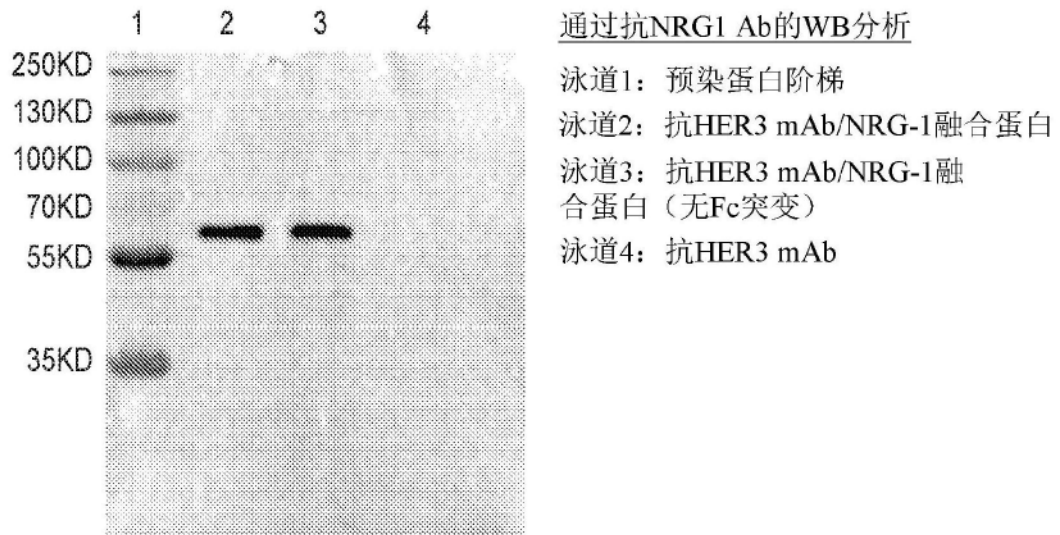 1 2 3 4
250KD
130KD
100KD
70KD
55KD
35KD
通过抗NRG1 Ab的WB分析
泳道1：预染蛋白阶梯
泳道2：抗HER3 mAb/NRG-1融合蛋白
泳道3：抗HER3 mAb/NRG-1融
合蛋白（无Fc突变）
泳道4：抗HER3 mAb